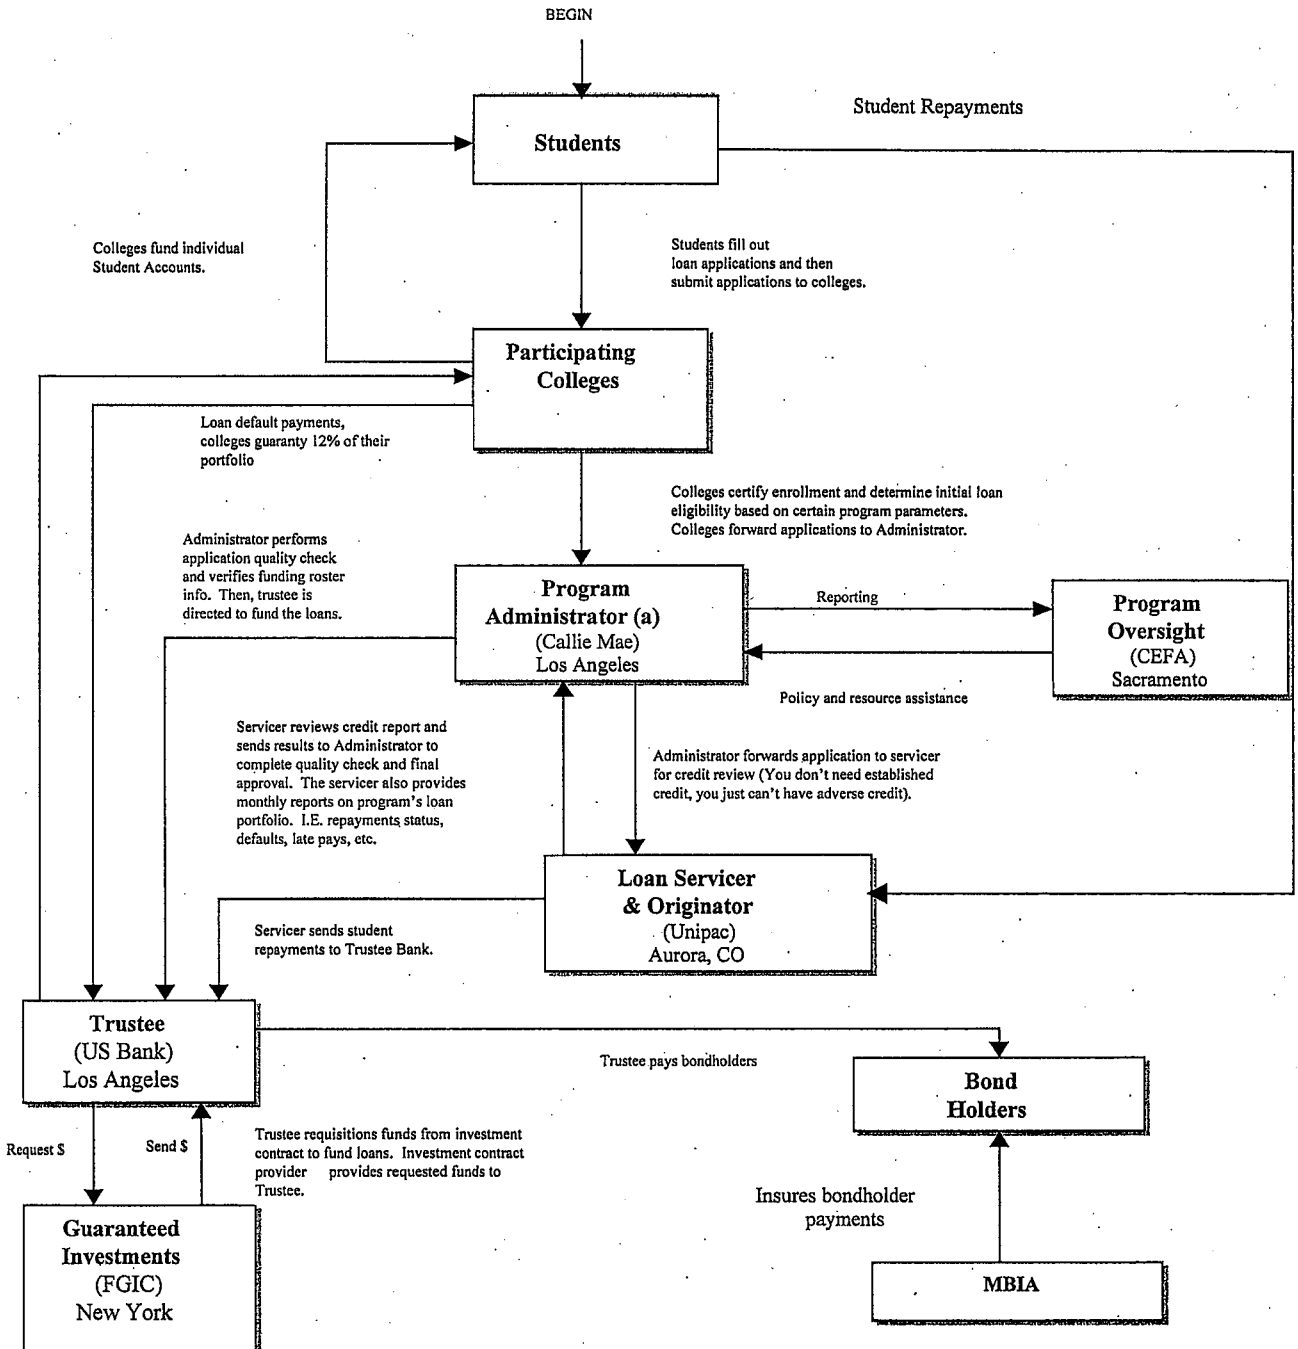 BEGIN
Student Repayments
Students
Colleges fund individual
Student Accounts.
Students fill out
loan applications and then
submit applications to colleges.
Participating
Colleges
Loan default payments,
colleges guaranty 12% of their
portfolio
Colleges certify enrollment and determine initial loan
eligibility based on certain program parameters.
Colleges forward applications to Administrator.
Administrator performs
application quality check
and verifies funding roster
info. Then, trustee is
directed to fund the loans.
Program
Administrator (a)
(Callie Mae)
Los Angeles
Reporting
Program
Oversight
(CEFA)
Sacramento
Policy and resource assistance
Servicer reviews credit report and
sends results to Administrator to
complete quality check and final
approval. The servicer also provides
monthly reports on program's loan
portfolio. I.E. repayments, status,
defaults, late pays, etc.
Administrator forwards application to servicer
for credit review (You don't need established
credit, you just can't have adverse credit).
Loan Servicer
& Originator
(Unipac)
Aurora, CO
Servicer sends student
repayments to Trustee Bank.
Trustee
(US Bank)
Los Angeles
Trustee pays bondholders
Bond
Holders
Request $
Send $
Trustee requisitions funds from investment
contract to fund loans. Investment contract
provider provides requested funds to
Trustee.
Insures bondholder
payments
Guaranteed
Investments
(FGIC)
New York
MBIA